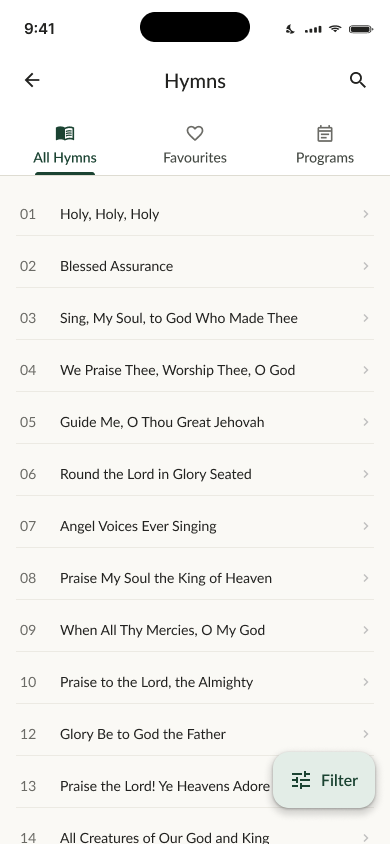 9:41
Hymns
All Hymns
Favourites
Programs
01 Holy, Holy, Holy
02 Blessed Assurance
03 Sing, My Soul, to God Who Made Thee
04 We Praise Thee, Worship Thee, O God
05 Guide Me, O Thou Great Jehovah
06 Round the Lord in Glory Seated
07 Angel Voices Ever Singing
08 Praise My Soul the King of Heaven
09 When All Thy Mercies, O My God
10 Praise to the Lord, the Almighty
12 Glory Be to God the Father
13 Praise the Lord! Ye Heavens Adore
Filter
14 All Creatures of Our God and King